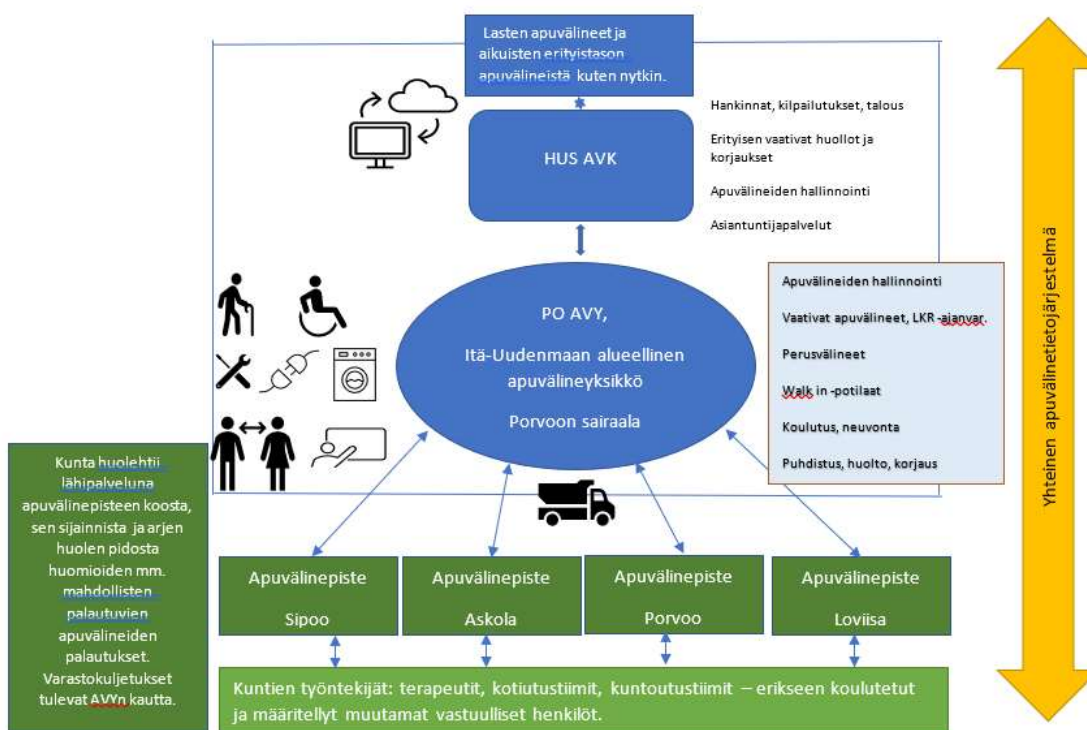 Lasten apuvälineet ja
aikuisten erityistason
apuvälineistä kuten nytkin.
HUS AVK
Hankinnat, kilpailutukset, talous
Erityisen vaativat huollot ja
korjaukset
Apuvälineiden hallinnointi
Asiantuntijapalvelut
PO AVY,
Itä-Uudenmaan alueellinen
apuvälineyksikkö
Porvoon sairaala
Apuvälineiden hallinnointi
Vaativat apuvälineet, LKR -ajanvar.
Perusvälineet
Walk in -potilaat
Koulutus, neuvonta
Puhdistus, huolto, korjaus
Yhteinen apuvälinetietojärjestelmä
Kunta huolehtii
lähipalveluna
apuvälinepisteen koosta,
sen sijainnista ja arjen
huolen pidosta
huomioiden mm.
mahdollisten
palautuvien
apuvälineiden
palautukset.
Varastokuljetukset
tulevat AVYn kautta.
Apuvälinepiste
Sipoo
Apuvälinepiste
Askola
Apuvälinepiste
Porvoo
Apuvälinepiste
Loviisa
Kuntien työntekijät: terapeutit, kotiutustiimit, kuntoutustiimit – erikseen koulutetut
ja määritellyt muutamat vastuulliset henkilöt.